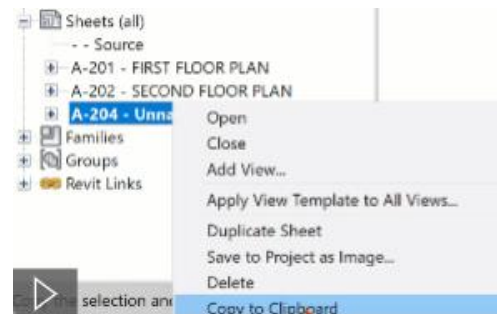 Sheets (all)
- - Source
A-201 - FIRST FLOOR PLAN
A-202 - SECOND FLOOR PLAN
A-204 - Unna
Families
Groups
Revit Links
Open
Close
Add View...
Apply View Template to All Views...
Duplicate Sheet
Save to Project as Image...
Delete
Copy to Clipboard
the selection and